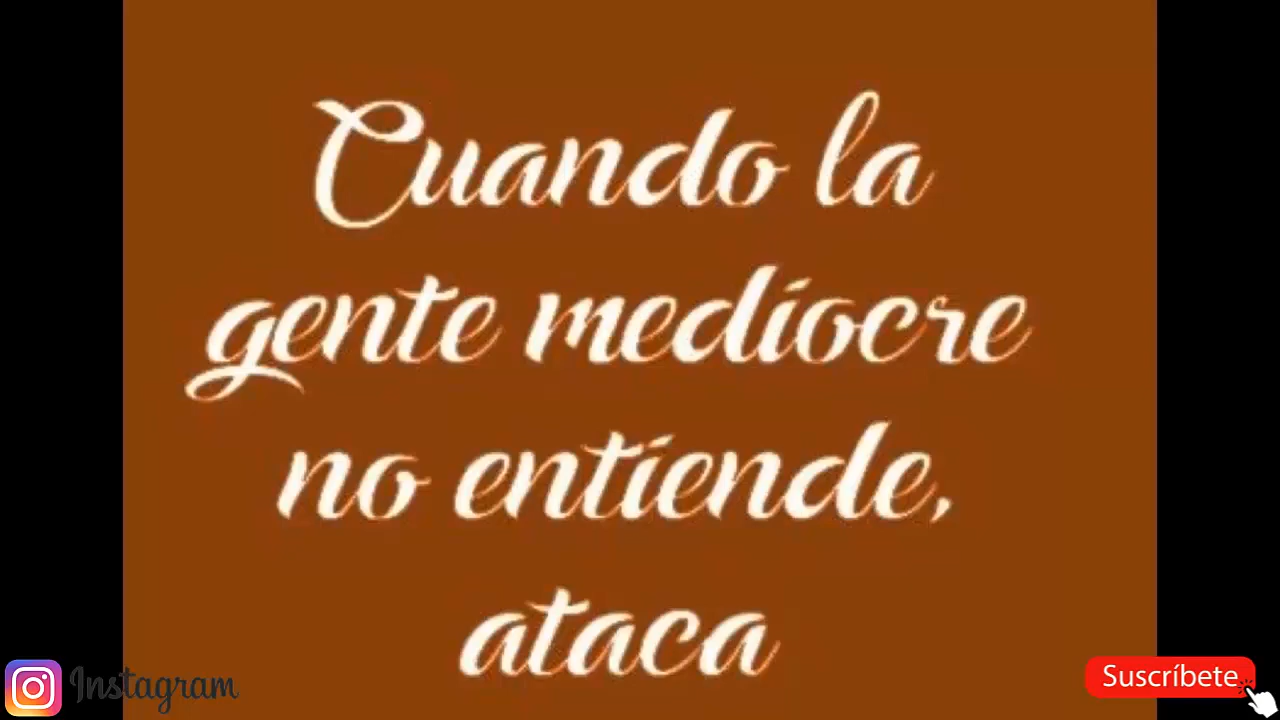 Cuando la
gente mediocre
no entiende,
ataca
Instagram
Suscríbete